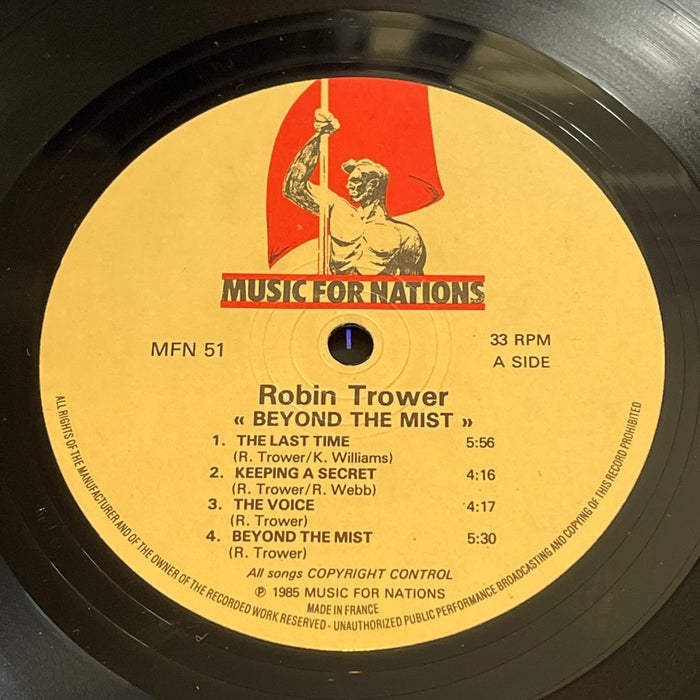 MUSIC FOR NATIONS
MFN 51
33 RPM
A SIDE
Robin Trower
« BEYOND THE MIST »
1. THE LAST TIME 5:56
(R. Trower/K. Williams)
2. KEEPING A SECRET 4:16
(R. Trower/R. Webb)
3. THE VOICE 4:17
(R. Trower)
4. BEYOND THE MIST 5:30
(R. Trower)
All songs COPYRIGHT CONTROL
℗ 1985 MUSIC FOR NATIONS
MADE IN FRANCE
ALL RIGHTS OF THE MANUFACTURER AND OF THE OWNER OF THE RECORDED WORK RESERVED - UNAUTHORIZED PUBLIC PERFORMANCE BROADCASTING AND COPYING OF THIS RECORD PROHIBITED